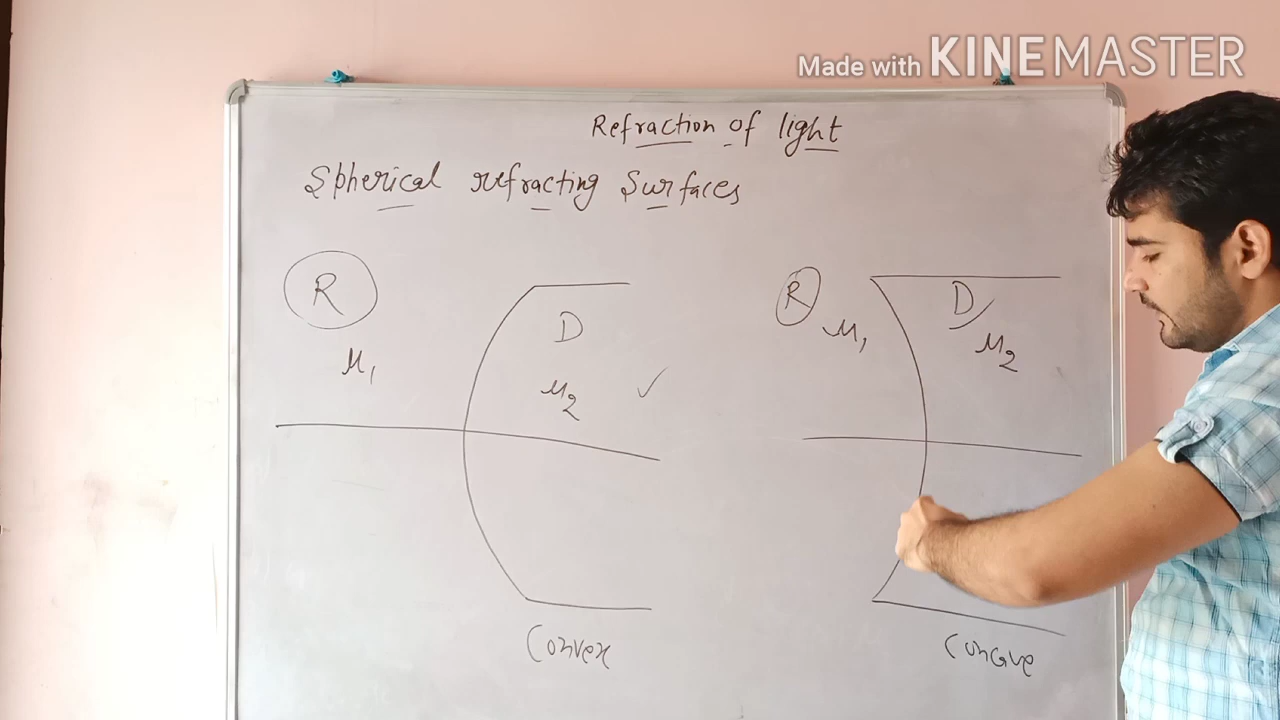 Made with KINEMASTER
Refraction of light
Spherical refracting Surfaces
R
μ1
D
μ2
Convex
R
μ1
D
μ2
Concave